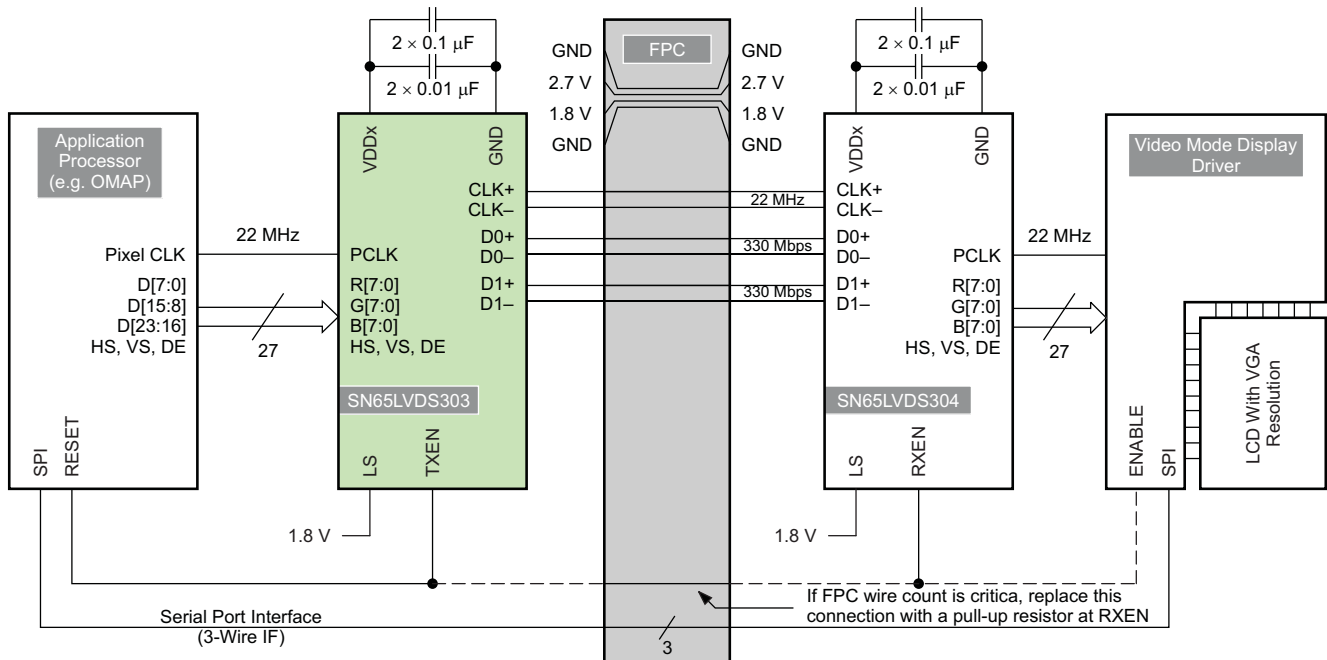 2 × 0.1 μF
2 × 0.01 μF
GND
2.7 V
1.8 V
GND
FPC
GND
2.7 V
1.8 V
GND
2 × 0.1 μF
2 × 0.01 μF
Application
Processor
(e.g. OMAP)
Pixel CLK
D[7:0]
D[15:8]
D[23:16]
HS, VS, DE
SPI
RESET
22 MHz
27
VDDx
GND
CLK+
CLK–
D0+
D0–
D1+
D1–
PCLK
R[7:0]
G[7:0]
B[7:0]
HS, VS, DE
SN65LVDS303
LS
TXEN
1.8 V
22 MHz
330 Mbps
330 Mbps
VDDx
GND
CLK+
CLK–
D0+
D0–
D1+
D1–
PCLK
R[7:0]
G[7:0]
B[7:0]
HS, VS, DE
SN65LVDS304
LS
RXEN
1.8 V
22 MHz
27
Video Mode Display
Driver
ENABLE
SPI
LCD With VGA
Resolution
If FPC wire count is critica, replace this
connection with a pull-up resistor at RXEN
Serial Port Interface
(3-Wire IF)
3